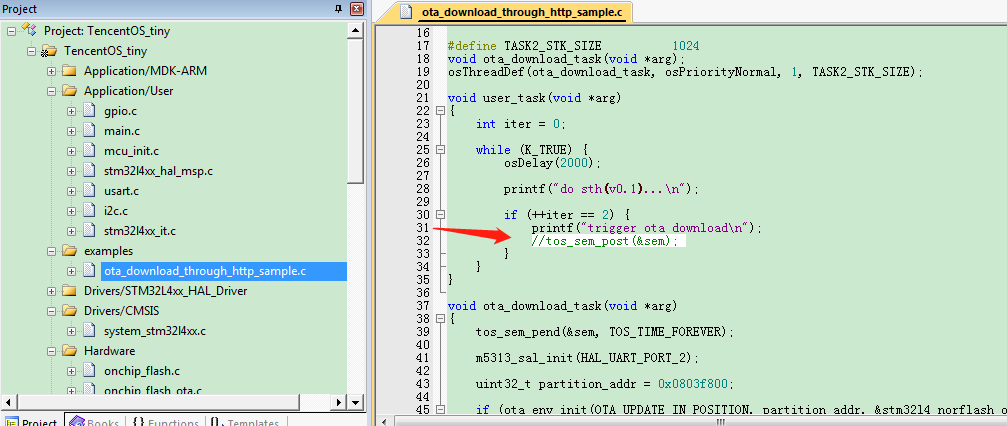 Project
Project: TencentOS_tiny
TencentOS_tiny
Application/MDK-ARM
Application/User
gpio.c
main.c
mcu_init.c
stm32l4xx_hal_msp.c
usart.c
i2c.c
stm32l4xx_it.c
examples
ota_download_through_http_sample.c
Drivers/STM32L4xx_HAL_Driver
Drivers/CMSIS
system_stm32l4xx.c
Hardware
onchip_flash.c
onchip_flash_ota.c
Project Books {} Functions Templates
ota_download_through_http_sample.c
16
17 #define TASK2_STK_SIZE 1024
18 void ota_download_task(void *arg);
19 osThreadDef(ota_download_task, osPriorityNormal, 1, TASK2_STK_SIZE);
20
21 void user_task(void *arg)
22 {
23 int iter = 0;
24
25 while (K_TRUE) {
26 osDelay(2000);
27
28 printf("do sth(v0.1)...\n");
29
30 if (++iter == 2) {
31 printf("trigger ota download\n");
32 //tos_sem_post(&sem);
33 }
34 }
35 }
36
37 void ota_download_task(void *arg)
38 {
39 tos_sem_pend(&sem, TOS_TIME_FOREVER);
40
41 m5313_sal_init(HAL_UART_PORT_2);
42
43 uint32_t partition_addr = 0x0803f800;
44
45 if (ota_env_init(OTA_UPDATE_IN_POSITION, partition_addr, &stm32l4_norflash_o